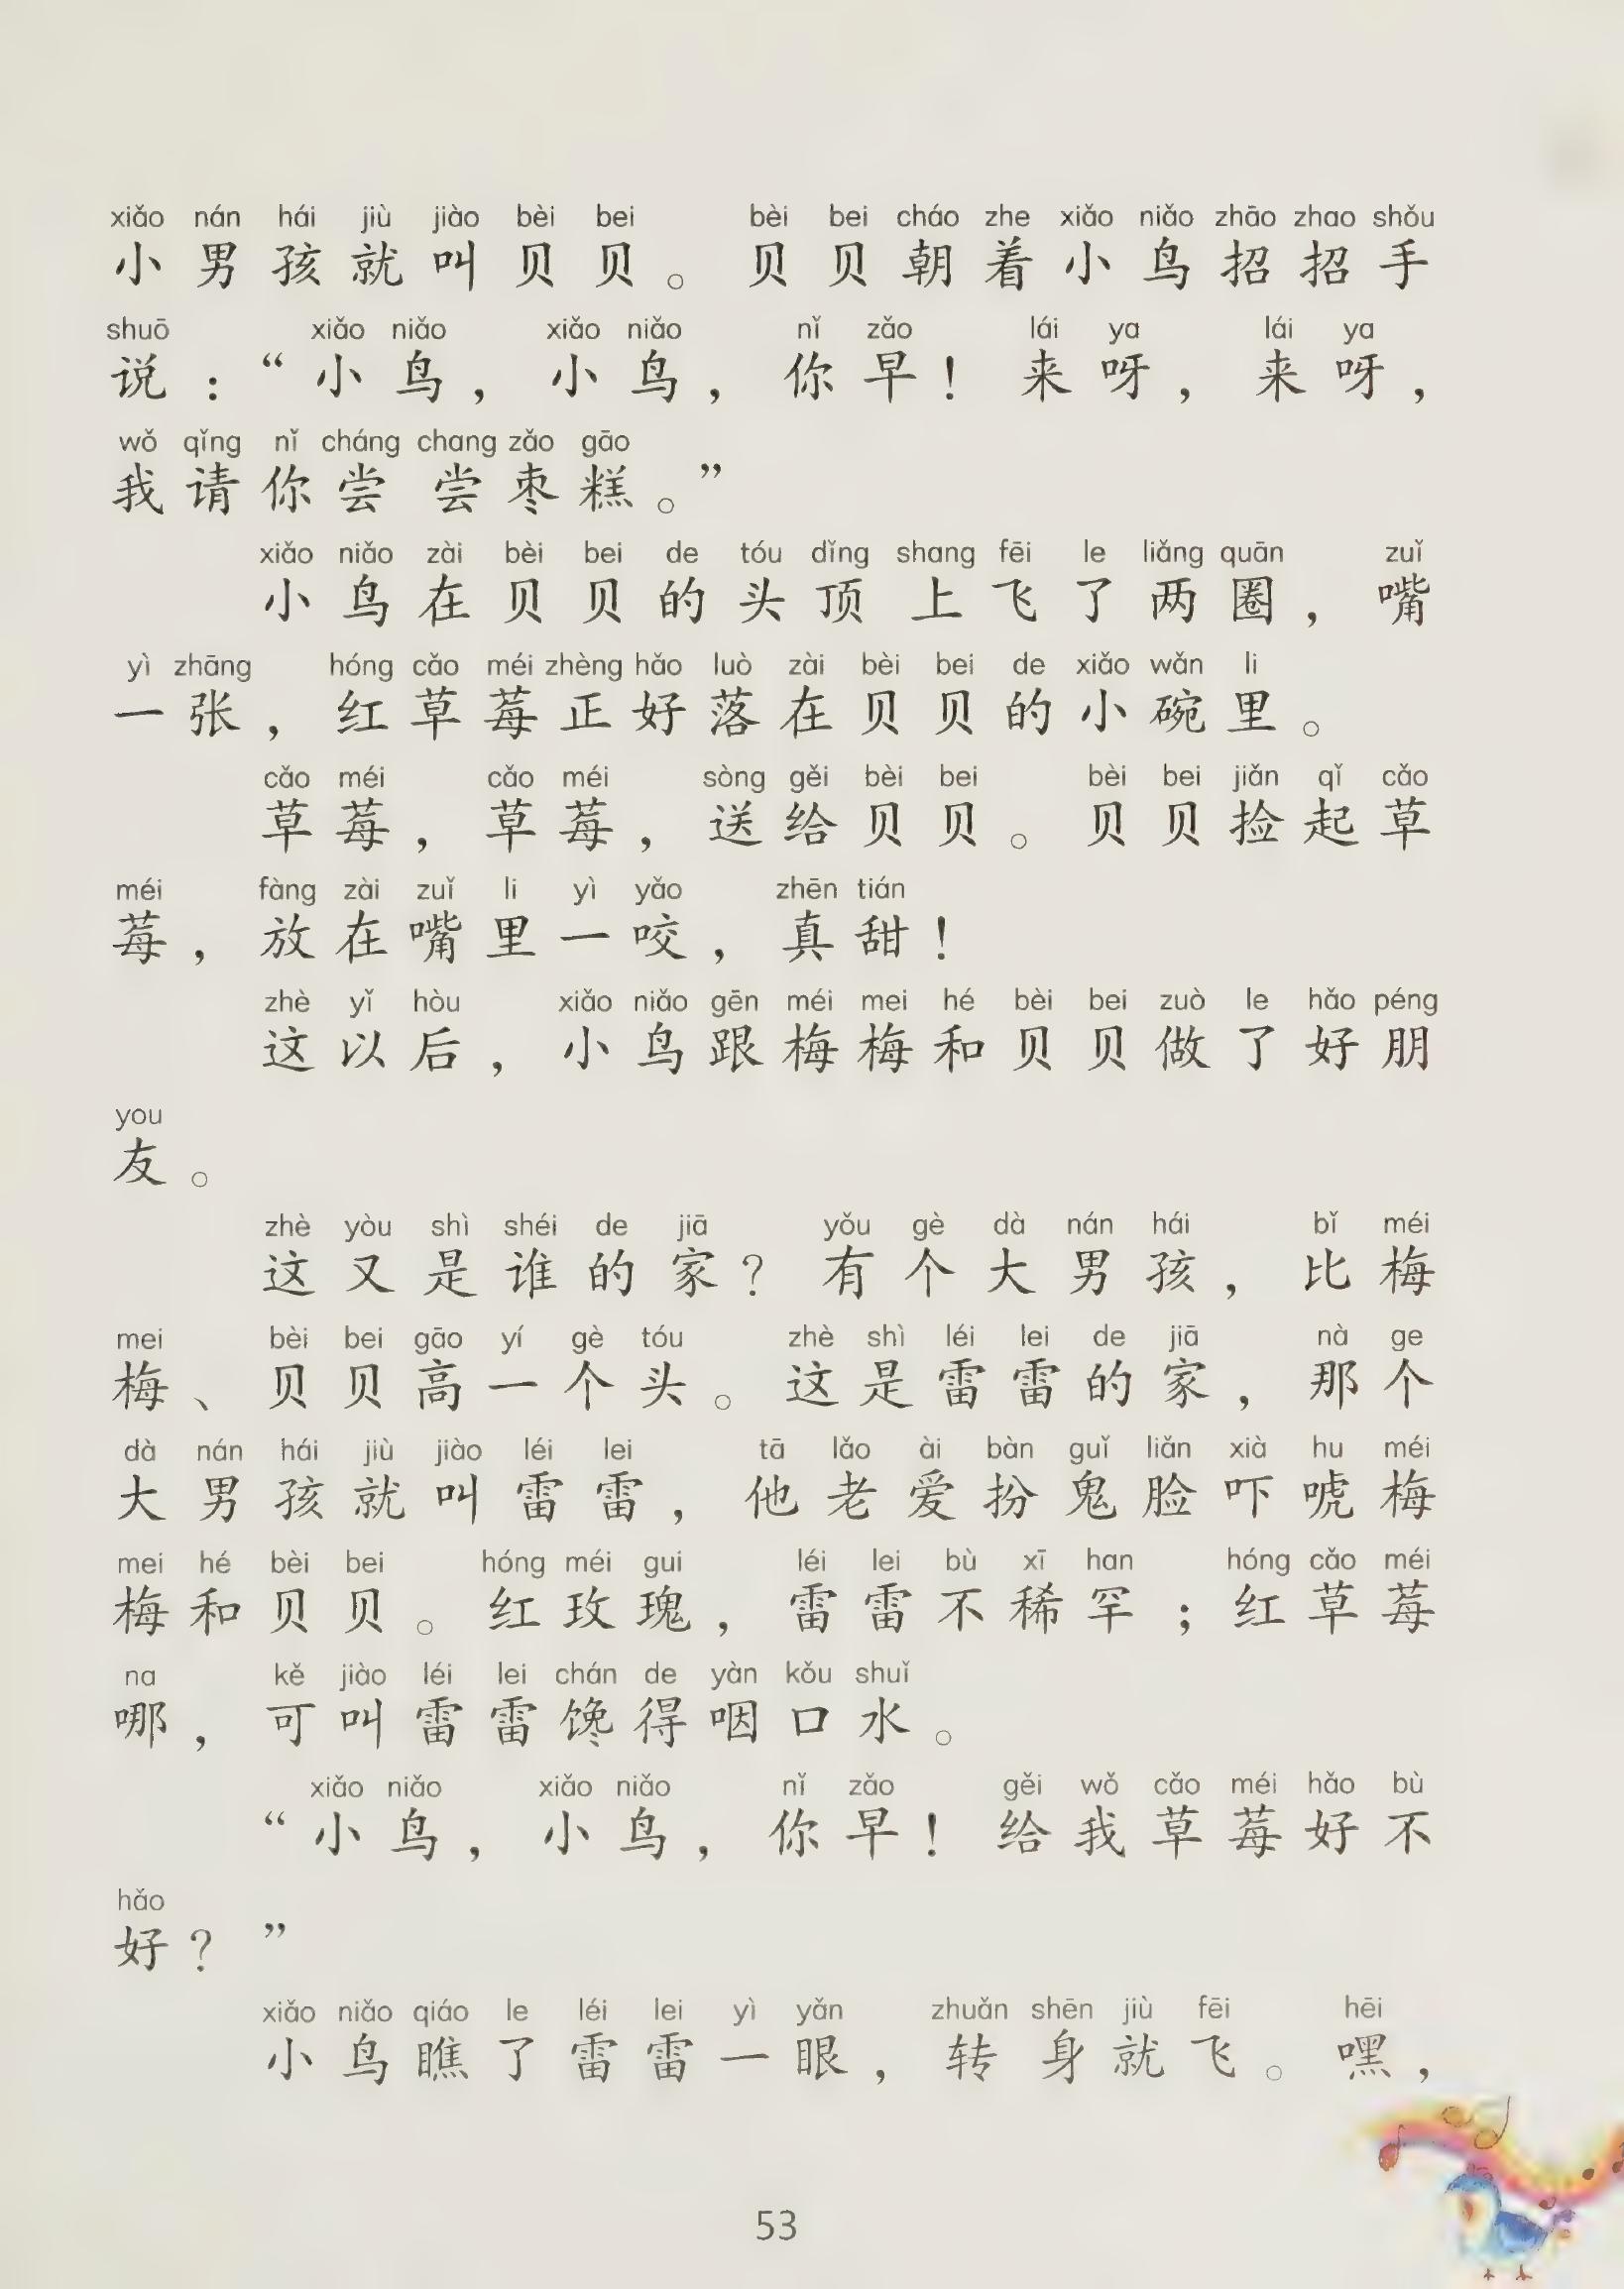 xiǎo nán hái jiù jiào bèi bei bèi bei cháo zhe xiǎo niǎo zhāo zhao shǒu
小男孩就叫贝贝。贝贝朝着小鸟招招手
shuō xiǎo niǎo xiǎo niǎo nǐ zǎo lái ya lái ya
说：“小鸟，小鸟，你早！来呀，来呀，
wǒ qǐng nǐ cháng chang zǎo gāo
我请你尝尝枣糕。”
xiǎo niǎo zài bèi bei de tóu dǐng shang fēi le liǎng quān zuǐ
小鸟在贝贝的头顶上飞了两圈，嘴
yì zhāng hóng cǎo méi zhèng hǎo luò zài bèi bei de xiǎo wǎn li
一张，红草莓正好落在贝贝的小碗里。
cǎo méi cǎo méi sòng gěi bèi bei bèi bei jiǎn qǐ cǎo
草莓，草莓，送给贝贝。贝贝捡起草
méi fàng zài zuǐ li yì yǎo zhēn tián
莓，放在嘴里一咬，真甜！
zhè yǐ hòu xiǎo niǎo gēn méi mei hé bèi bei zuò le hǎo péng
这以后，小鸟跟梅梅和贝贝做了好朋
you
友。
zhè yòu shì shéi de jiā yǒu gè dà nán hái bǐ méi
这又是谁的家？有个大男孩，比梅
mei bèi bei gāo yí gè tóu zhè shì léi lei de jiā nà ge
梅、贝贝高一个头。这是雷雷的家，那个
dà nán hái jiù jiào léi lei tā lǎo ài bàn guǐ liǎn xià hu méi
大男孩就叫雷雷，他老爱扮鬼脸吓唬梅
mei hé bèi bei hóng méi gui léi lei bù xī han hóng cǎo méi
梅和贝贝。红玫瑰，雷雷不稀罕；红草莓
na kě jiào léi lei chán de yàn kǒu shuǐ
哪，可叫雷雷馋得咽口水。
xiǎo niǎo xiǎo niǎo nǐ zǎo gěi wǒ cǎo méi hǎo bù
“小鸟，小鸟，你早！给我草莓好不
hǎo
好？”
xiǎo niǎo qiáo le léi lei yì yǎn zhuǎn shēn jiù fēi hēi
小鸟瞧了雷雷一眼，转身就飞。嘿，
53